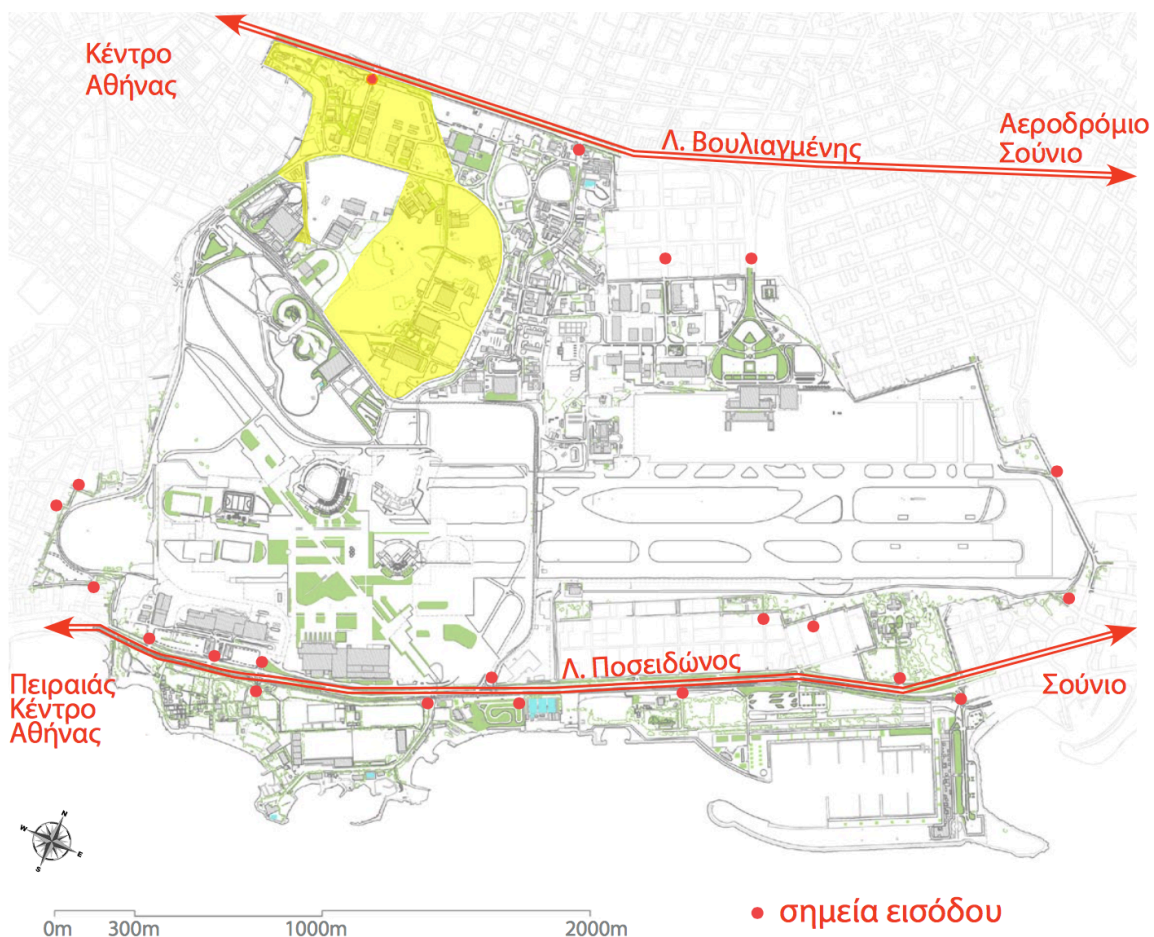 Κέντρο
Αθήνας
Λ. Βουλιαγμένης
Αεροδρόμιο
Σούνιο
Λ. Ποσειδώνος
Σούνιο
Πειραιάς
Κέντρο
Αθήνας
N
W
E
S
0m 300m 1000m 2000m
σημεία εισόδου